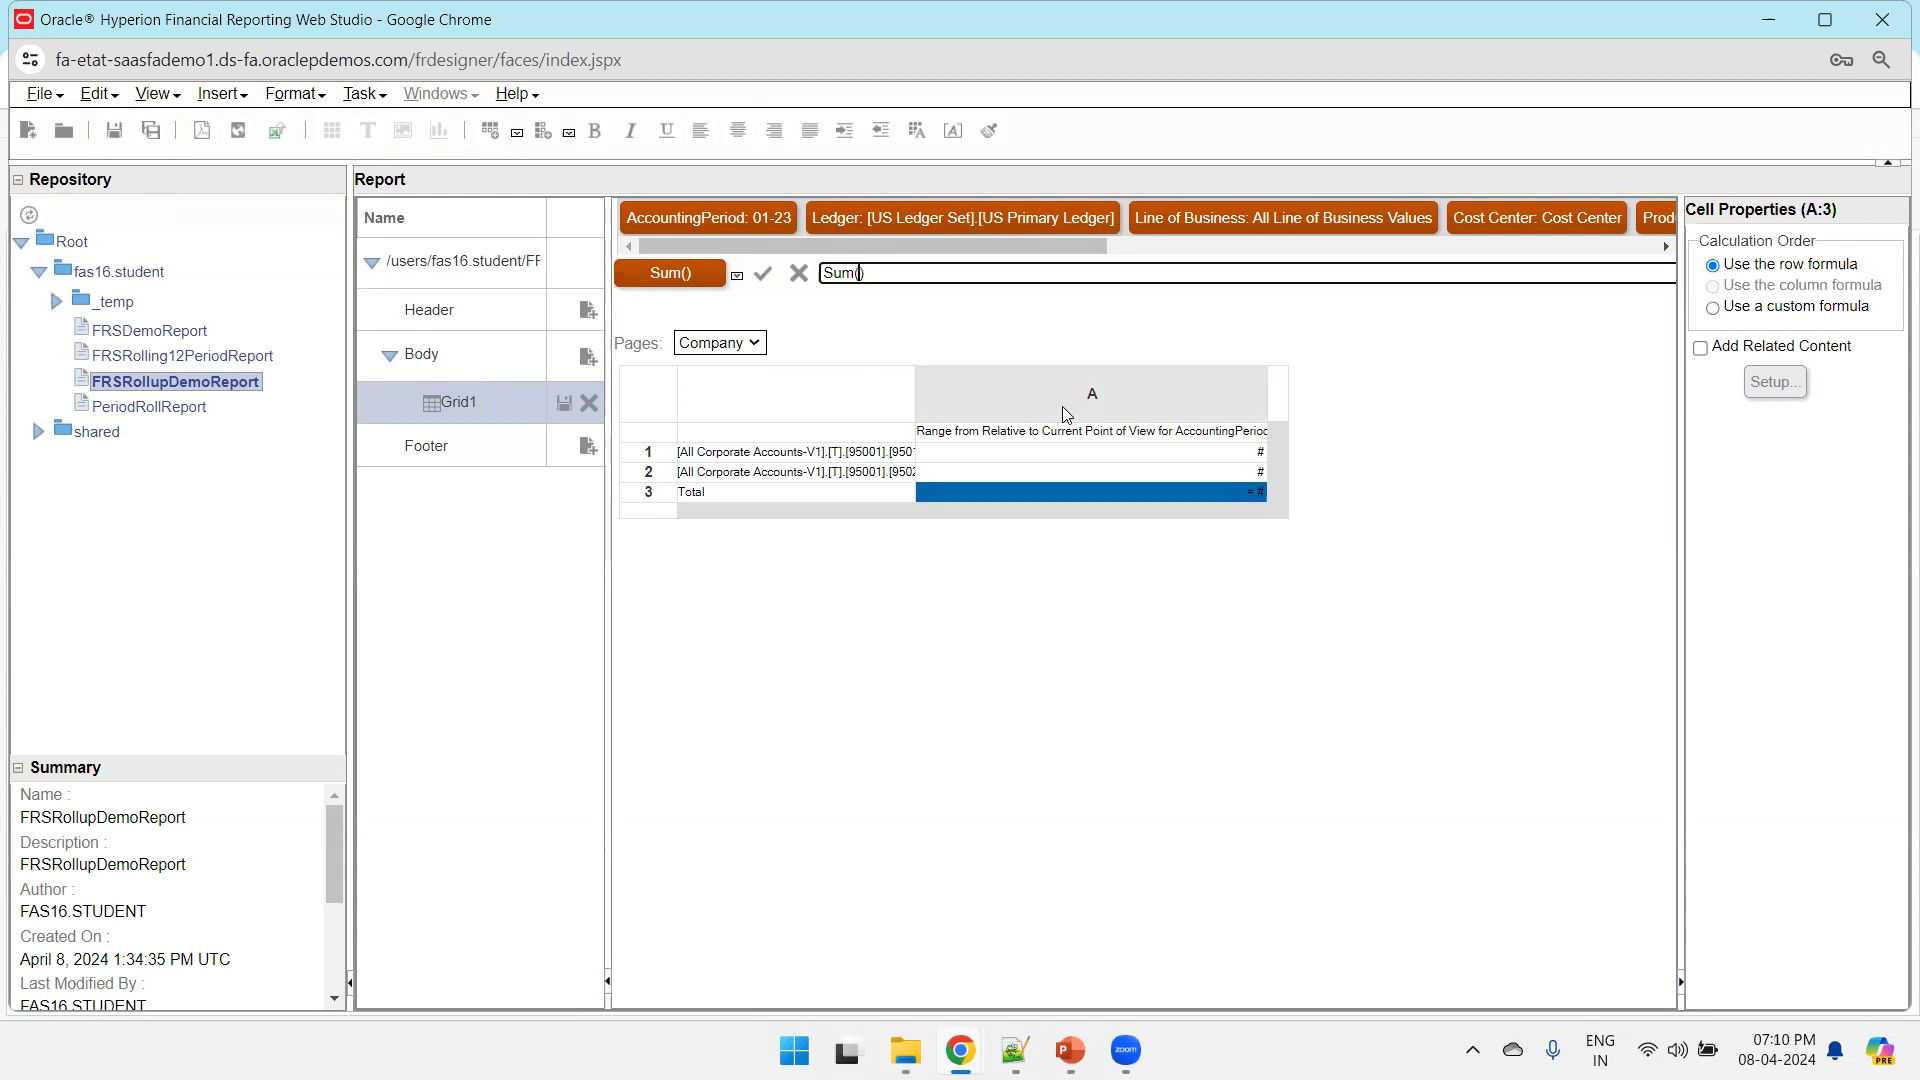 Oracle® Hyperion Financial Reporting Web Studio - Google Chrome
fa-etat-saasfademo1.ds-fa.oraclepdemos.com/frdesigner/faces/index.jspx
File Edit View Insert Format Task Windows Help
Repository
Root
fas16.student
_temp
FRSDemoReport
FRSRolling12PeriodReport
FRSRollupDemoReport
PeriodRollReport
shared
Summary
Name :
FRSRollupDemoReport
Description :
FRSRollupDemoReport
Author :
FAS16.STUDENT
Created On :
April 8, 2024 1:34:35 PM UTC
Last Modified By :
FAS16.STUDENT
Report
Name
/users/fas16.student/FF
Header
Body
Grid1
Footer
AccountingPeriod: 01-23 Ledger: [US Ledger Set].[US Primary Ledger] Line of Business: All Line of Business Values Cost Center: Cost Center Prod
Sum() Sum()
Pages: Company
A
Range from Relative to Current Point of View for AccountingPeriod
1 [All Corporate Accounts-V1].[T].[95001].[950 #
2 [All Corporate Accounts-V1].[T].[95001].[9502 #
3 Total = #
Cell Properties (A:3)
Calculation Order
Use the row formula
Use the column formula
Use a custom formula
Add Related Content
Setup...
zoom
ENG
IN
07:10 PM
08-04-2024
PRE